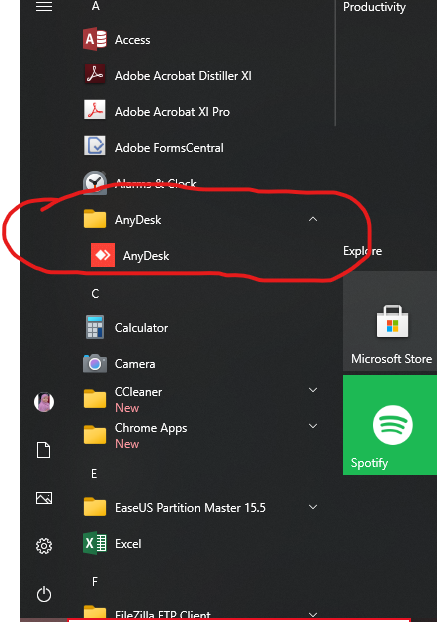 A
Productivity
Access
Adobe Acrobat Distiller XI
Adobe Acrobat XI Pro
Adobe FormsCentral
Alarms & Clock
AnyDesk
AnyDesk
Explore
C
Calculator
Microsoft Store
Camera
CCleaner
New
Chrome Apps
New
Spotify
E
EaseUS Partition Master 15.5
Excel
F
FileZilla FTP Client